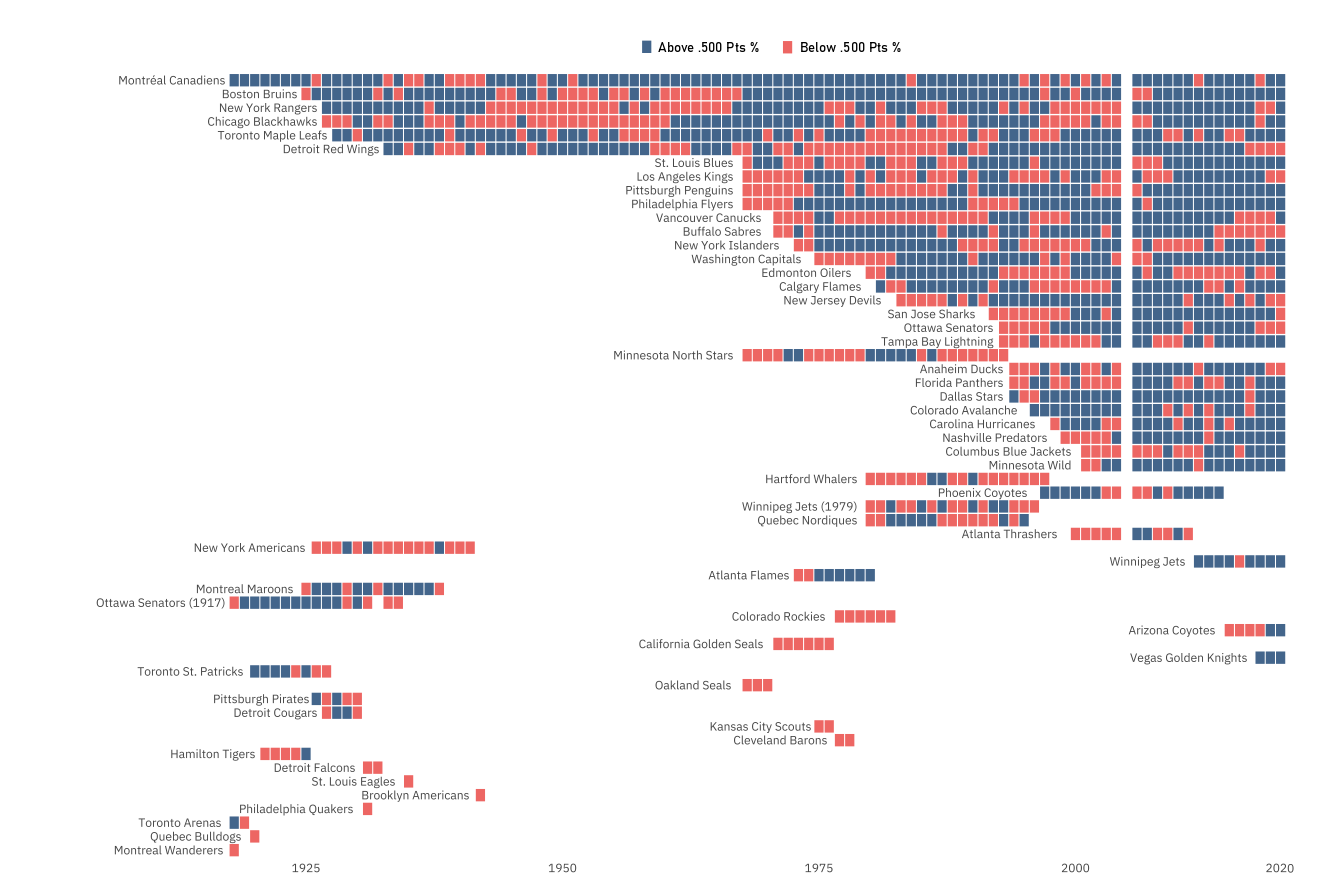 Above .500 Pts % Below .500 Pts %
Montréal Canadiens
Boston Bruins
New York Rangers
Chicago Blackhawks
Toronto Maple Leafs
Detroit Red Wings
St. Louis Blues
Los Angeles Kings
Pittsburgh Penguins
Philadelphia Flyers
Vancouver Canucks
Buffalo Sabres
New York Islanders
Washington Capitals
Edmonton Oilers
Calgary Flames
New Jersey Devils
San Jose Sharks
Ottawa Senators
Tampa Bay Lightning
Minnesota North Stars
Anaheim Ducks
Florida Panthers
Dallas Stars
Colorado Avalanche
Carolina Hurricanes
Nashville Predators
Columbus Blue Jackets
Minnesota Wild
Hartford Whalers
Phoenix Coyotes
Winnipeg Jets (1979)
Quebec Nordiques
Atlanta Thrashers
New York Americans
Winnipeg Jets
Atlanta Flames
Montreal Maroons
Ottawa Senators (1917)
Colorado Rockies
Arizona Coyotes
California Golden Seals
Vegas Golden Knights
Toronto St. Patricks
Oakland Seals
Pittsburgh Pirates
Detroit Cougars
Kansas City Scouts
Cleveland Barons
Hamilton Tigers
Detroit Falcons
St. Louis Eagles
Brooklyn Americans
Philadelphia Quakers
Toronto Arenas
Quebec Bulldogs
Montreal Wanderers
1925 1950 1975 2000 2020